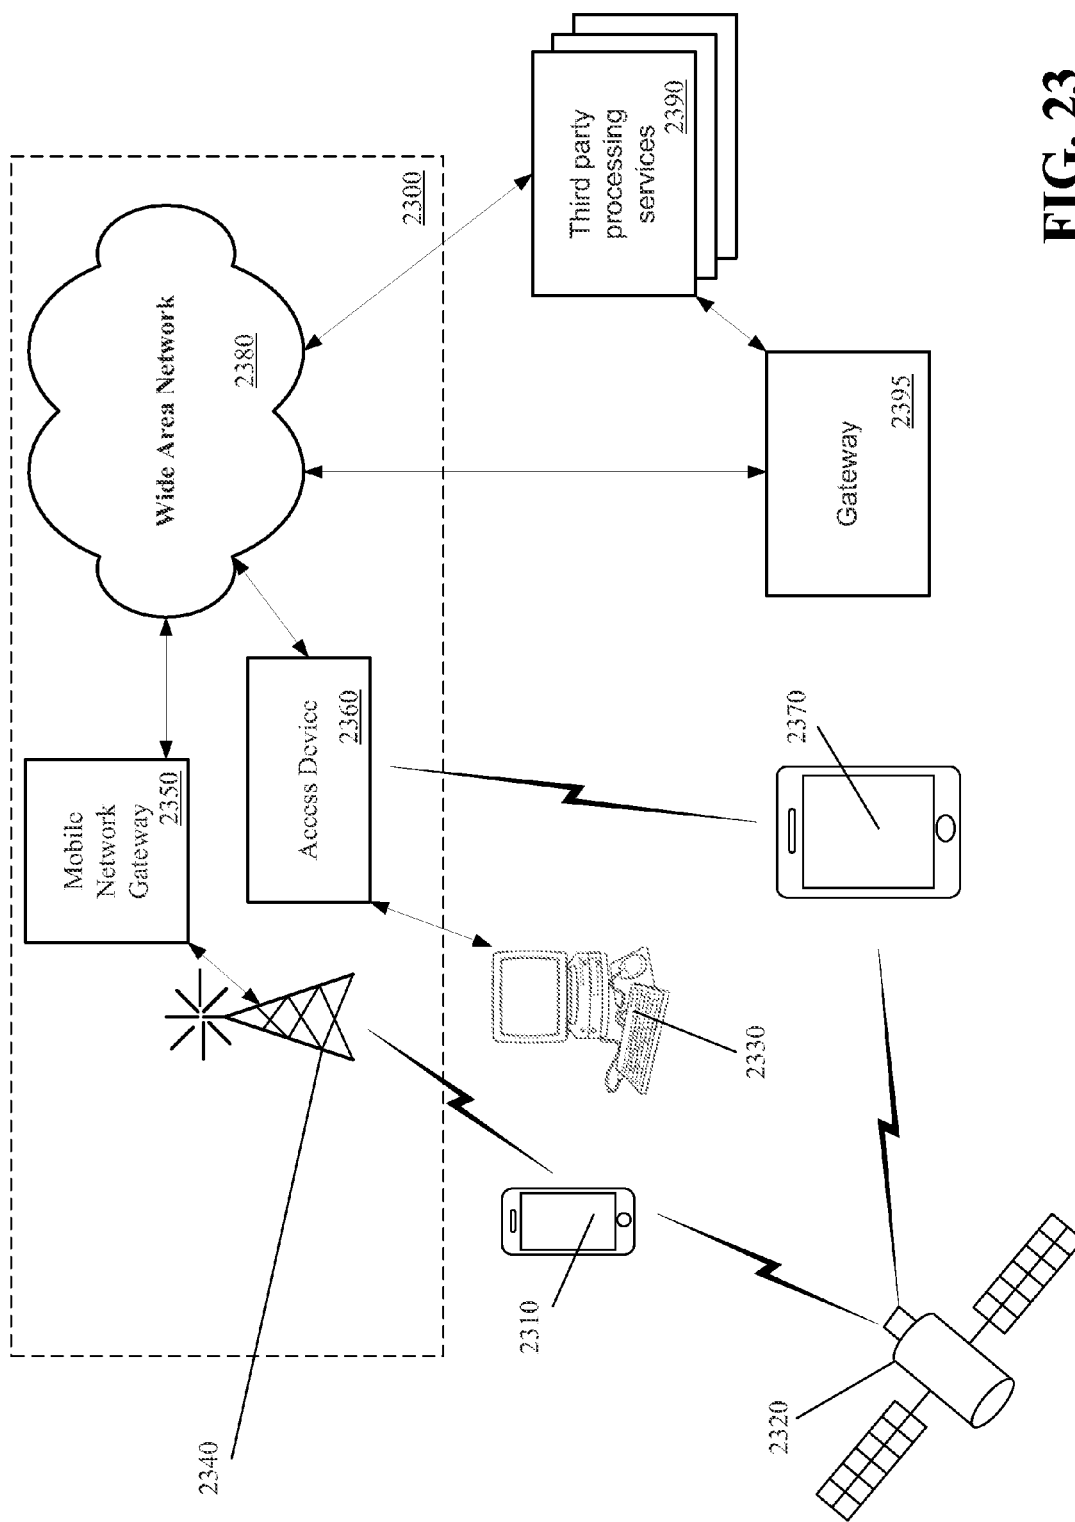 2340
Mobile
Network
Gateway
2350
Wide Area Network
2380
Access Device
2360
2300
2310
2330
Third party
processing
services
2390
2320
2370
Gateway
2395
FIG. 23